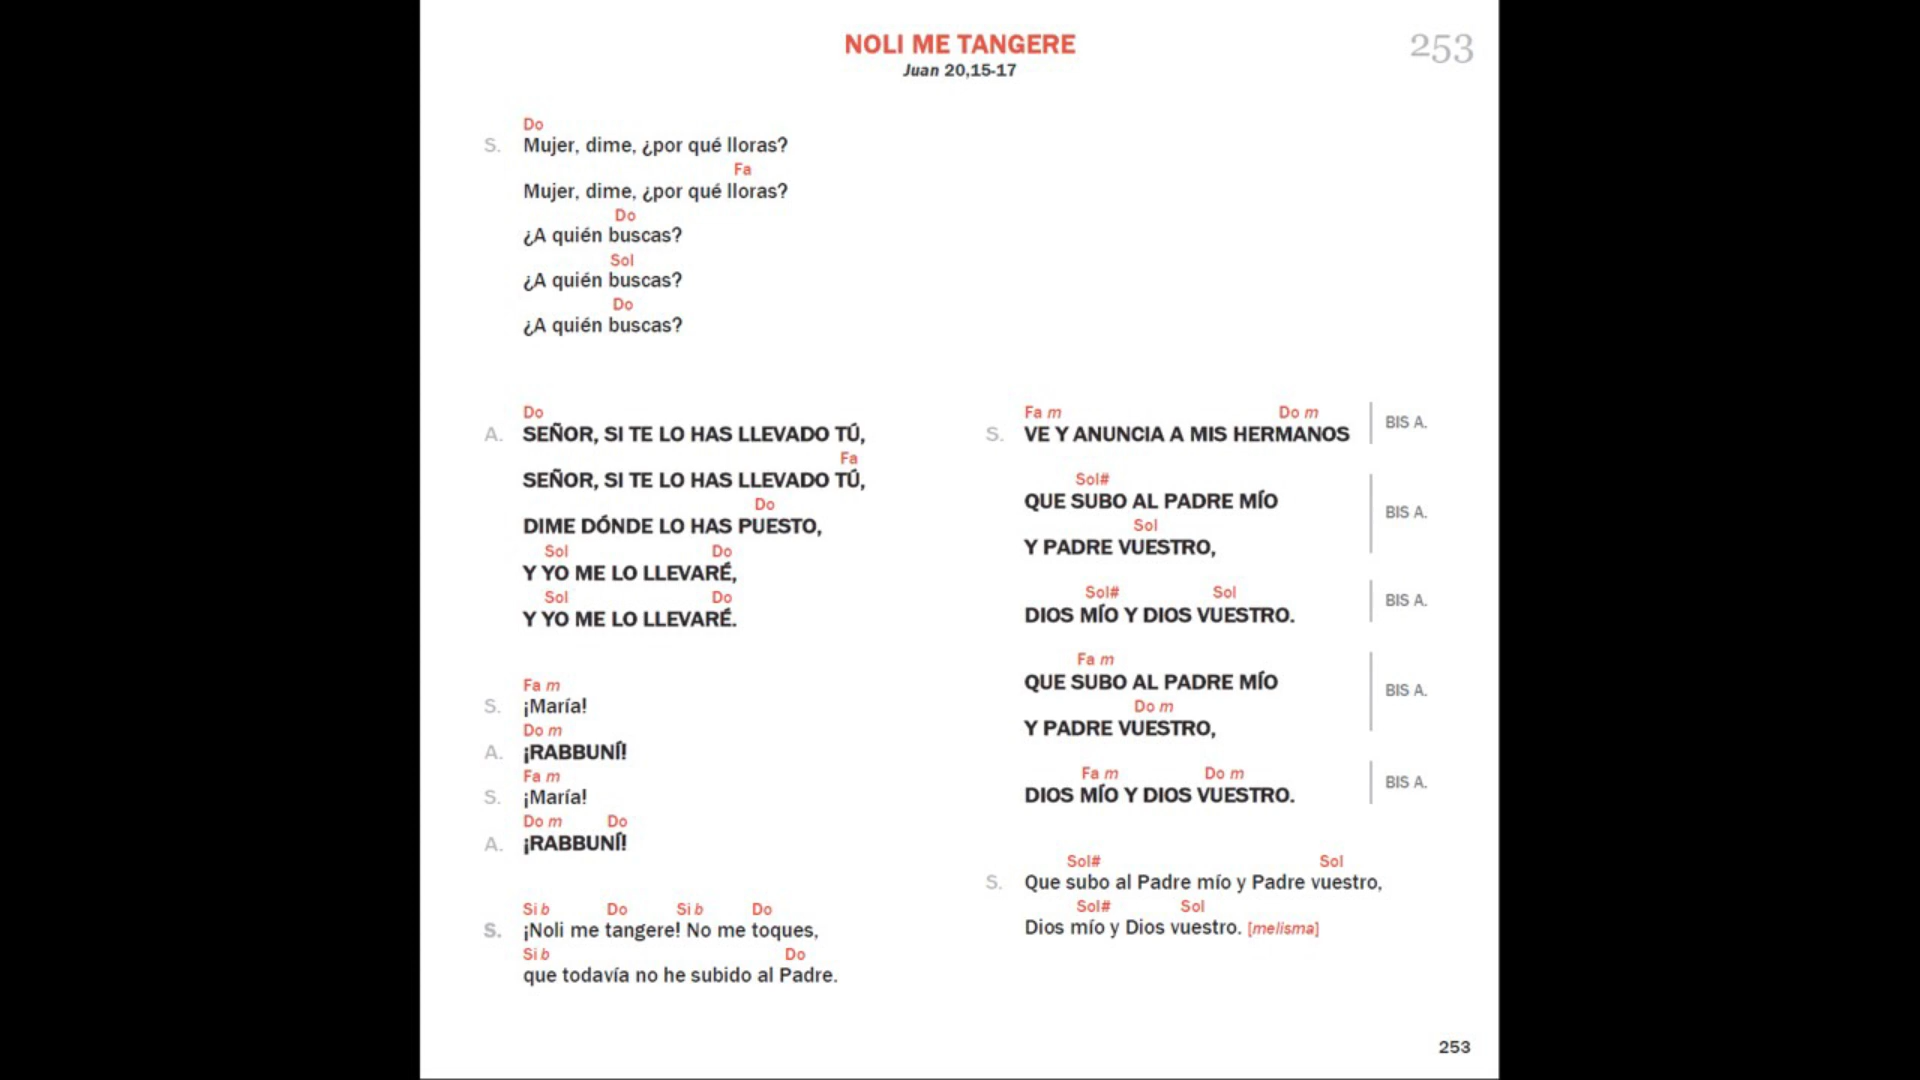 NOLI ME TANGERE
253
Juan 20,15-17
Do
S. Mujer, dime, ¿por qué lloras?
Fa
Mujer, dime, ¿por qué lloras?
Do
¿A quién buscas?
Sol
¿A quién buscas?
Do
¿A quién buscas?
Do
A. SEÑOR, SI TE LO HAS LLEVADO TÚ,
Fa
SEÑOR, SI TE LO HAS LLEVADO TÚ,
Do
DIME DÓNDE LO HAS PUESTO,
Sol Do
Y YO ME LO LLEVARÉ,
Sol Do
Y YO ME LO LLEVARÉ.
Fa m
S. ¡María!
Do m
A. ¡RABBUNÍ!
Fa m
S. ¡María!
Do m Do
A. ¡RABBUNÍ!
Si b Do Si b Do
S. ¡Noli me tangere! No me toques,
Si b Do
que todavía no he subido al Padre.
Fa m Do m
S. VE Y ANUNCIA A MIS HERMANOS
BIS A.
Sol#
QUE SUBO AL PADRE MÍO
BIS A.
Sol
Y PADRE VUESTRO,
Sol# Sol
DIOS MÍO Y DIOS VUESTRO.
BIS A.
Fa m
QUE SUBO AL PADRE MÍO
BIS A.
Do m
Y PADRE VUESTRO,
Fa m Do m
DIOS MÍO Y DIOS VUESTRO.
BIS A.
Sol# Sol
S. Que subo al Padre mío y Padre vuestro,
Sol# Sol
Dios mío y Dios vuestro. [melisma]
253